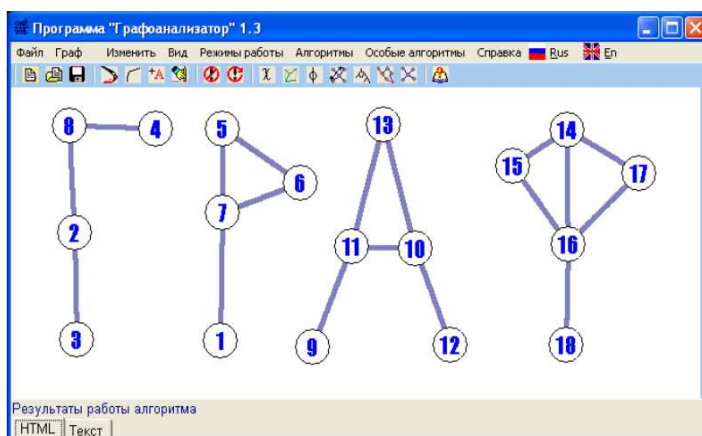 Программа "Графоанализатор" 1.3
Файл Граф Изменить Вид Режимы работы Алгоритмы Особые алгоритмы Справка Rus En
8 4 5 13 14
15 17
6
7
2 11 10 16
3 1 9 12 18
Результаты работы алгоритма
HTML Текст